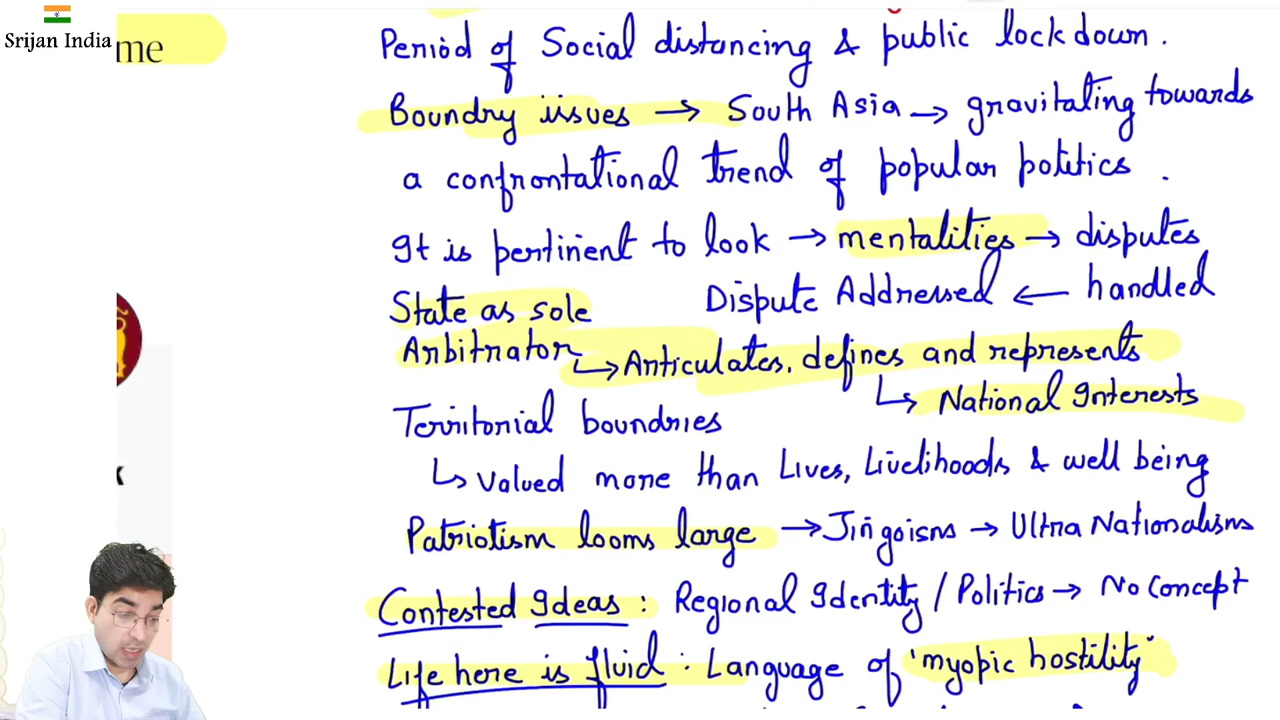 Srijan India
me
Period of Social distancing & public lockdown.
Boundry issues → South Asia → gravitating towards
a confrontational trend of popular politics.
It is pertinent to look → mentalities → disputes
State as sole Dispute Addressed ← handled
Arbitrator ↳ Articulates, defines and represents
↳ National Interests
Territorial boundries
↳ valued more than Lives, Livelihoods & well being
Patriotism looms large → Jingoisns → Ultra Nationalisms
Contested Ideas : Regional Identity / Politics → No Concept
Life here is fluid : Language of 'myopic hostility'